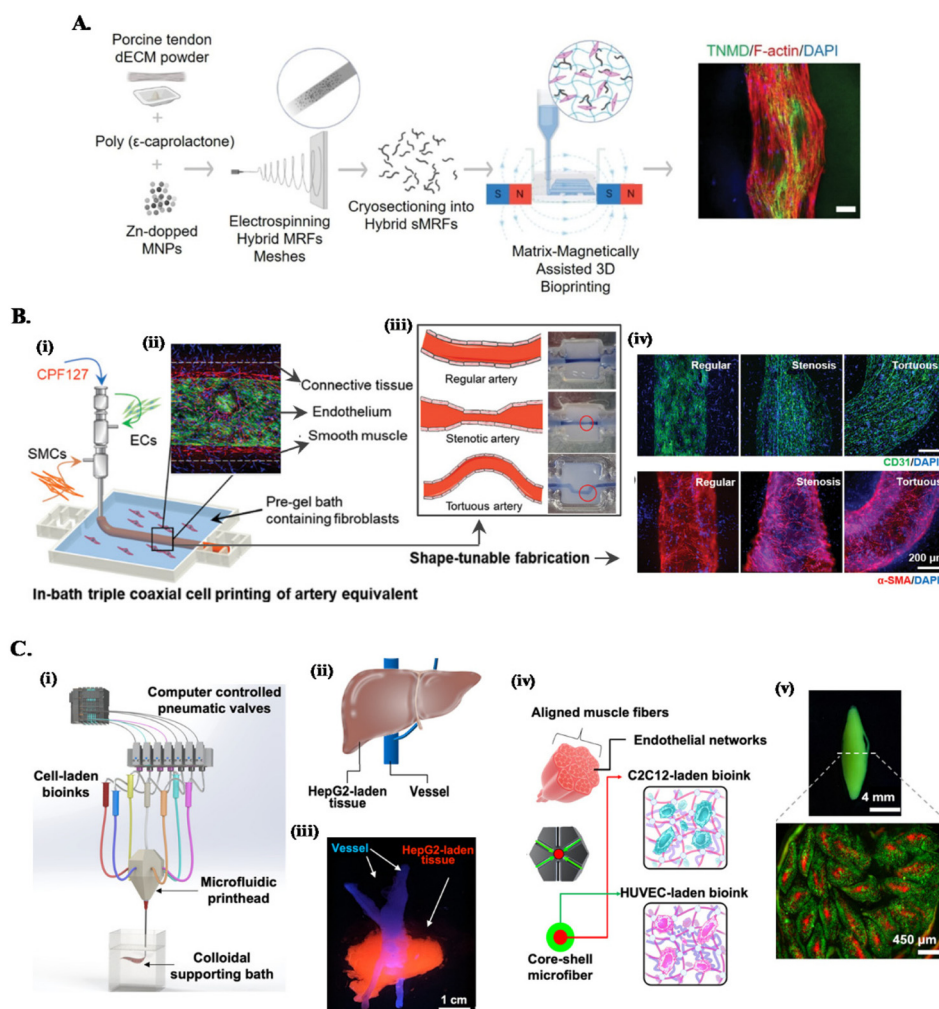 A.
Porcine tendon
dECM powder
+
Poly (ε-caprolactone)
+
Zn-dopped
MNPs
Electrospinning
Hybrid MRFs
Meshes
Cryosectioning into
Hybrid sMRFs
S N
S N
Matrix-Magnetically
Assisted 3D
Bioprinting
TNMD/F-actin/DAPI
B.
(i)
CPF127
ECs
SMCs
Pre-gel bath
containing fibroblasts
In-bath triple coaxial cell printing of artery equivalent
(ii)
Connective tissue
Endothelium
Smooth muscle
(iii)
Regular artery
Stenotic artery
Tortuous artery
Shape-tunable fabrication
(iv)
Regular
Stenosis
Tortuous
CD31/DAPI
Regular
Stenosis
Tortuous
200 μm
α-SMA/DAPI
C.
(i)
Computer controlled
pneumatic valves
Cell-laden
bioinks
Microfluidic
printhead
Colloidal
supporting bath
(ii)
HepG2-laden
tissue
Vessel
(iii)
Vessel
HepG2-laden
tissue
1 cm
(iv)
Aligned muscle fibers
Endothelial networks
C2C12-laden bioink
HUVEC-laden bioink
Core-shell
microfiber
(v)
4 mm
450 μm